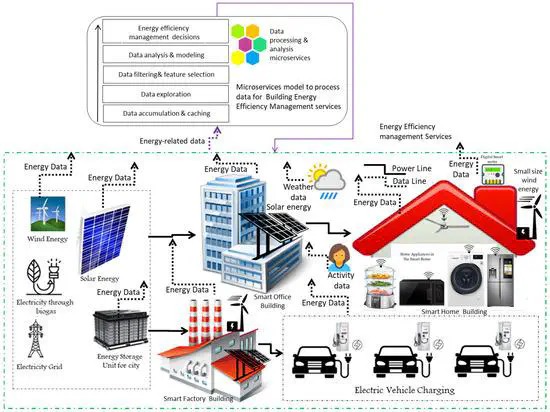 Energy efficiency
management decisions
Data analysis & modeling
Data filtering& feature selection
Data exploration
Data accumulation & caching
Data
processing &
analysis
microservices
Microservices model to process
data for Building Energy
Efficiency Management services
Energy-related data
Energy Efficiency
management Services
Energy Data
Energy Data
Energy Data
Weather
data
Solar energy
Power Line
Data Line
Energy Data
Energy
Data
Digital Smart
meter
Small size
wind
energy
Wind Energy
Solar Energy
Electricity through
biogas
Energy Data
Energy Storage
Unit for city
Electricity Grid
Energy Data
Smart Office
Building
Activity
data
Energy Data
Home Appliances in
The Smart Home
Smart Home Building
Smart Factory Building
Electric Vehicle Charging